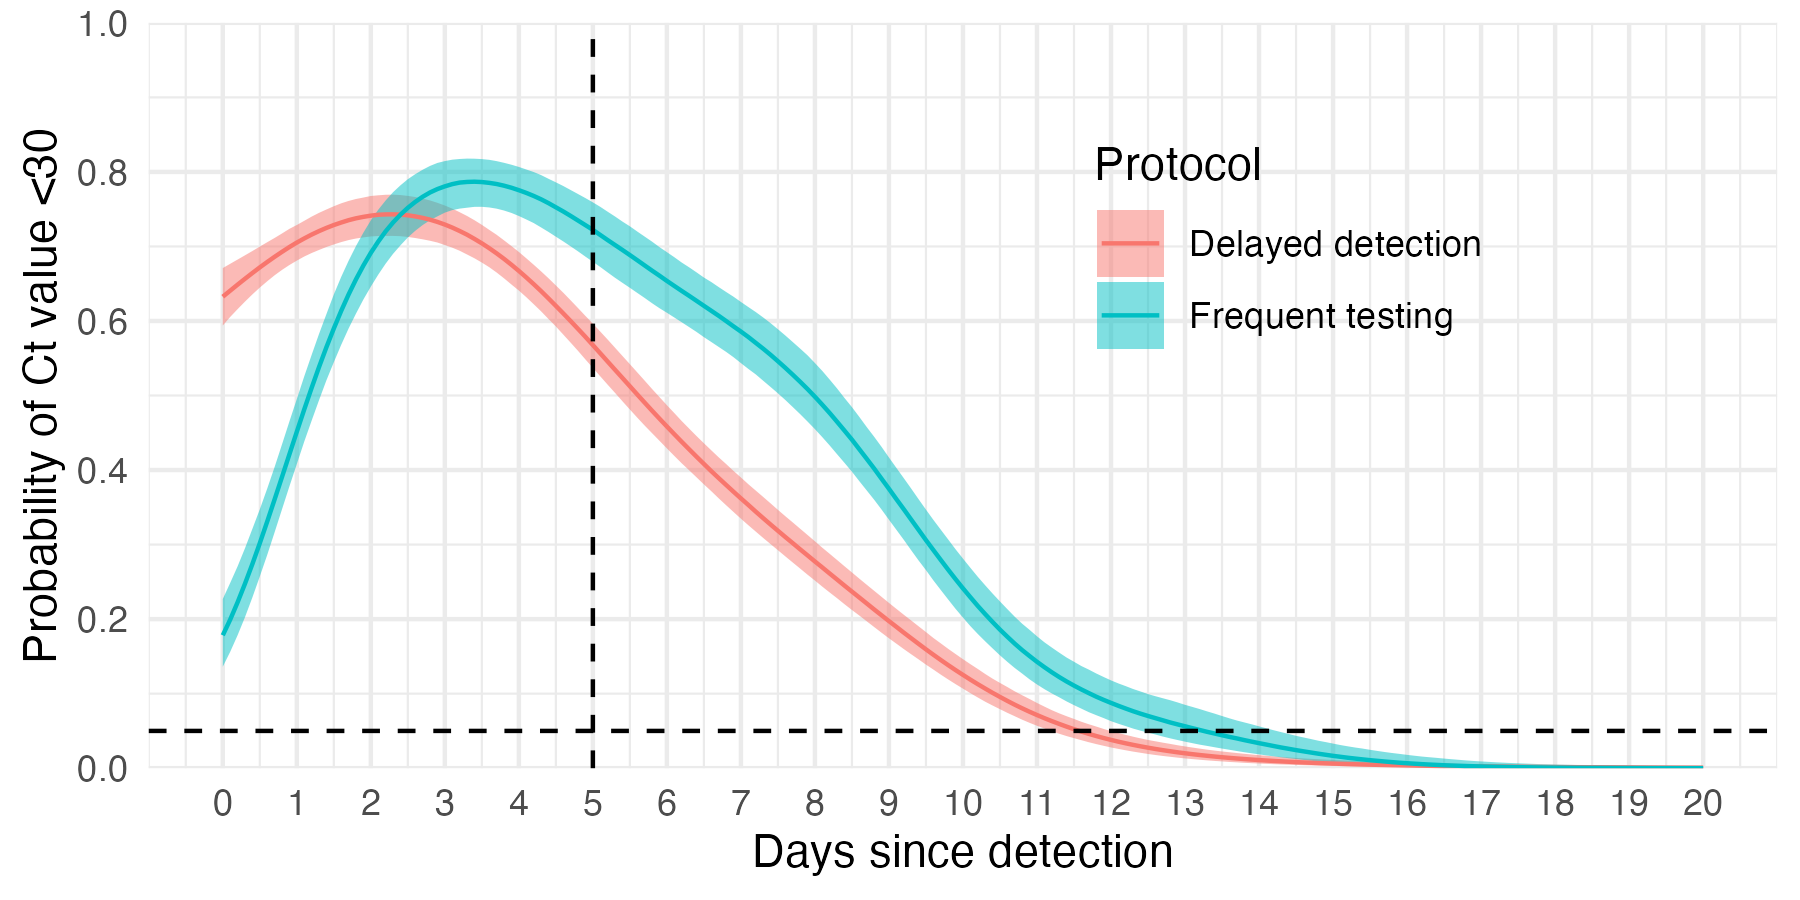 1.0
0.8
0.6
0.4
0.2
0.0
Probability of Ct value <30
Protocol
Delayed detection
Frequent testing
0 1 2 3 4 5 6 7 8 9 10 11 12 13 14 15 16 17 18 19 20
Days since detection